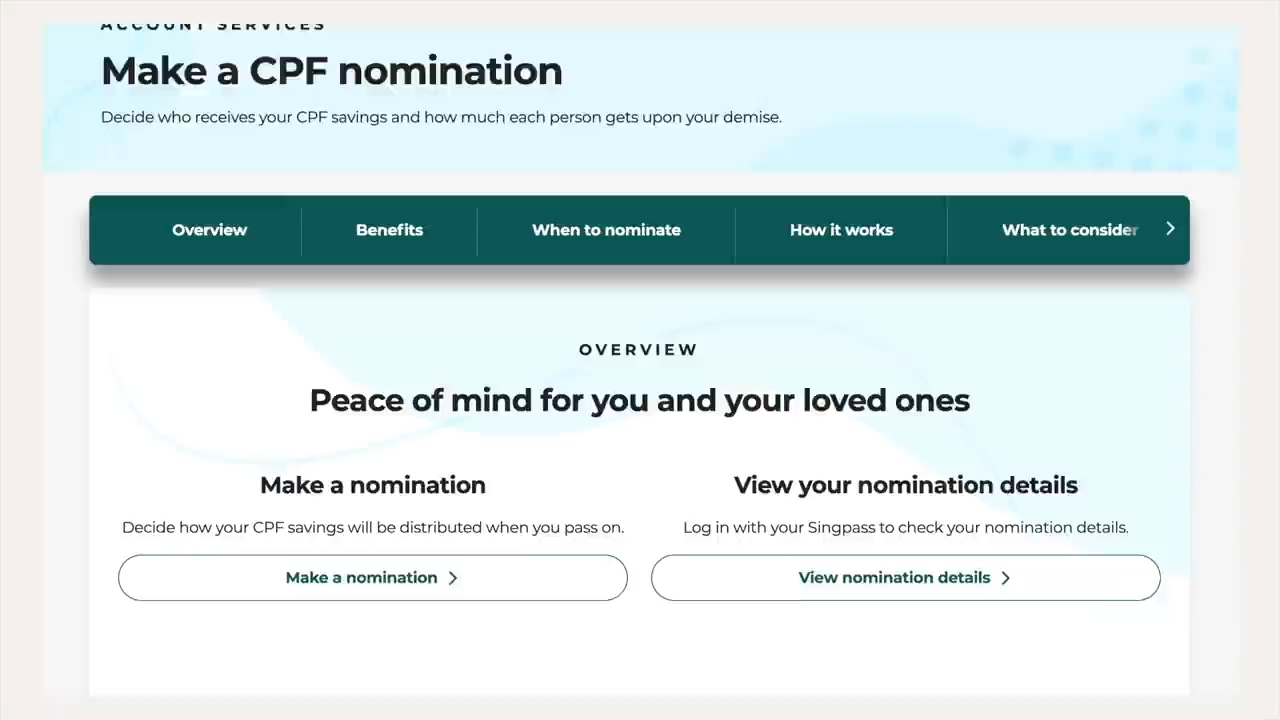 ACCOUNT SERVICES
Make a CPF nomination
Decide who receives your CPF savings and how much each person gets upon your demise.
Overview
Benefits
When to nominate
How it works
What to consider
OVERVIEW
Peace of mind for you and your loved ones
Make a nomination
View your nomination details
Decide how your CPF savings will be distributed when you pass on.
Log in with your Singpass to check your nomination details.
Make a nomination
View nomination details